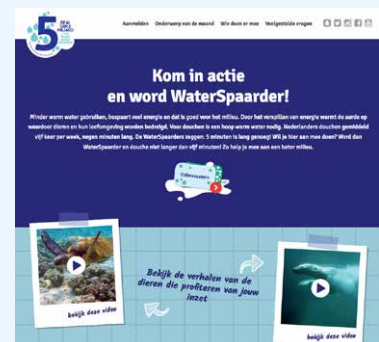 5
Aanmelden Onderwerp van de maand Wie doen er mee Veelgestelde vragen
Kom in actie
en word WaterSpaarder!
Minder warm water gebruiken, bespaart veel energie en dat is goed voor het milieu. Door het verspillen van energie warmt de aarde op
waardoor dieren en hun leefomgeving worden bedreigd. Voor douchen is een hoop warm water nodig. Nederlanders douchen gemiddeld
vijf keer per week, negen minuten lang. De WaterSpaarders zeggen: 5 minuten is lang genoeg! Wil je hier aan mee doen? Word dan
WaterSpaarder en douche niet langer dan vijf minuten! Zo help je mee aan een beter milieu.
Bekijk de verhalen van de
dieren die profiteren van jouw
inzet
bekijk deze video
bekijk deze video